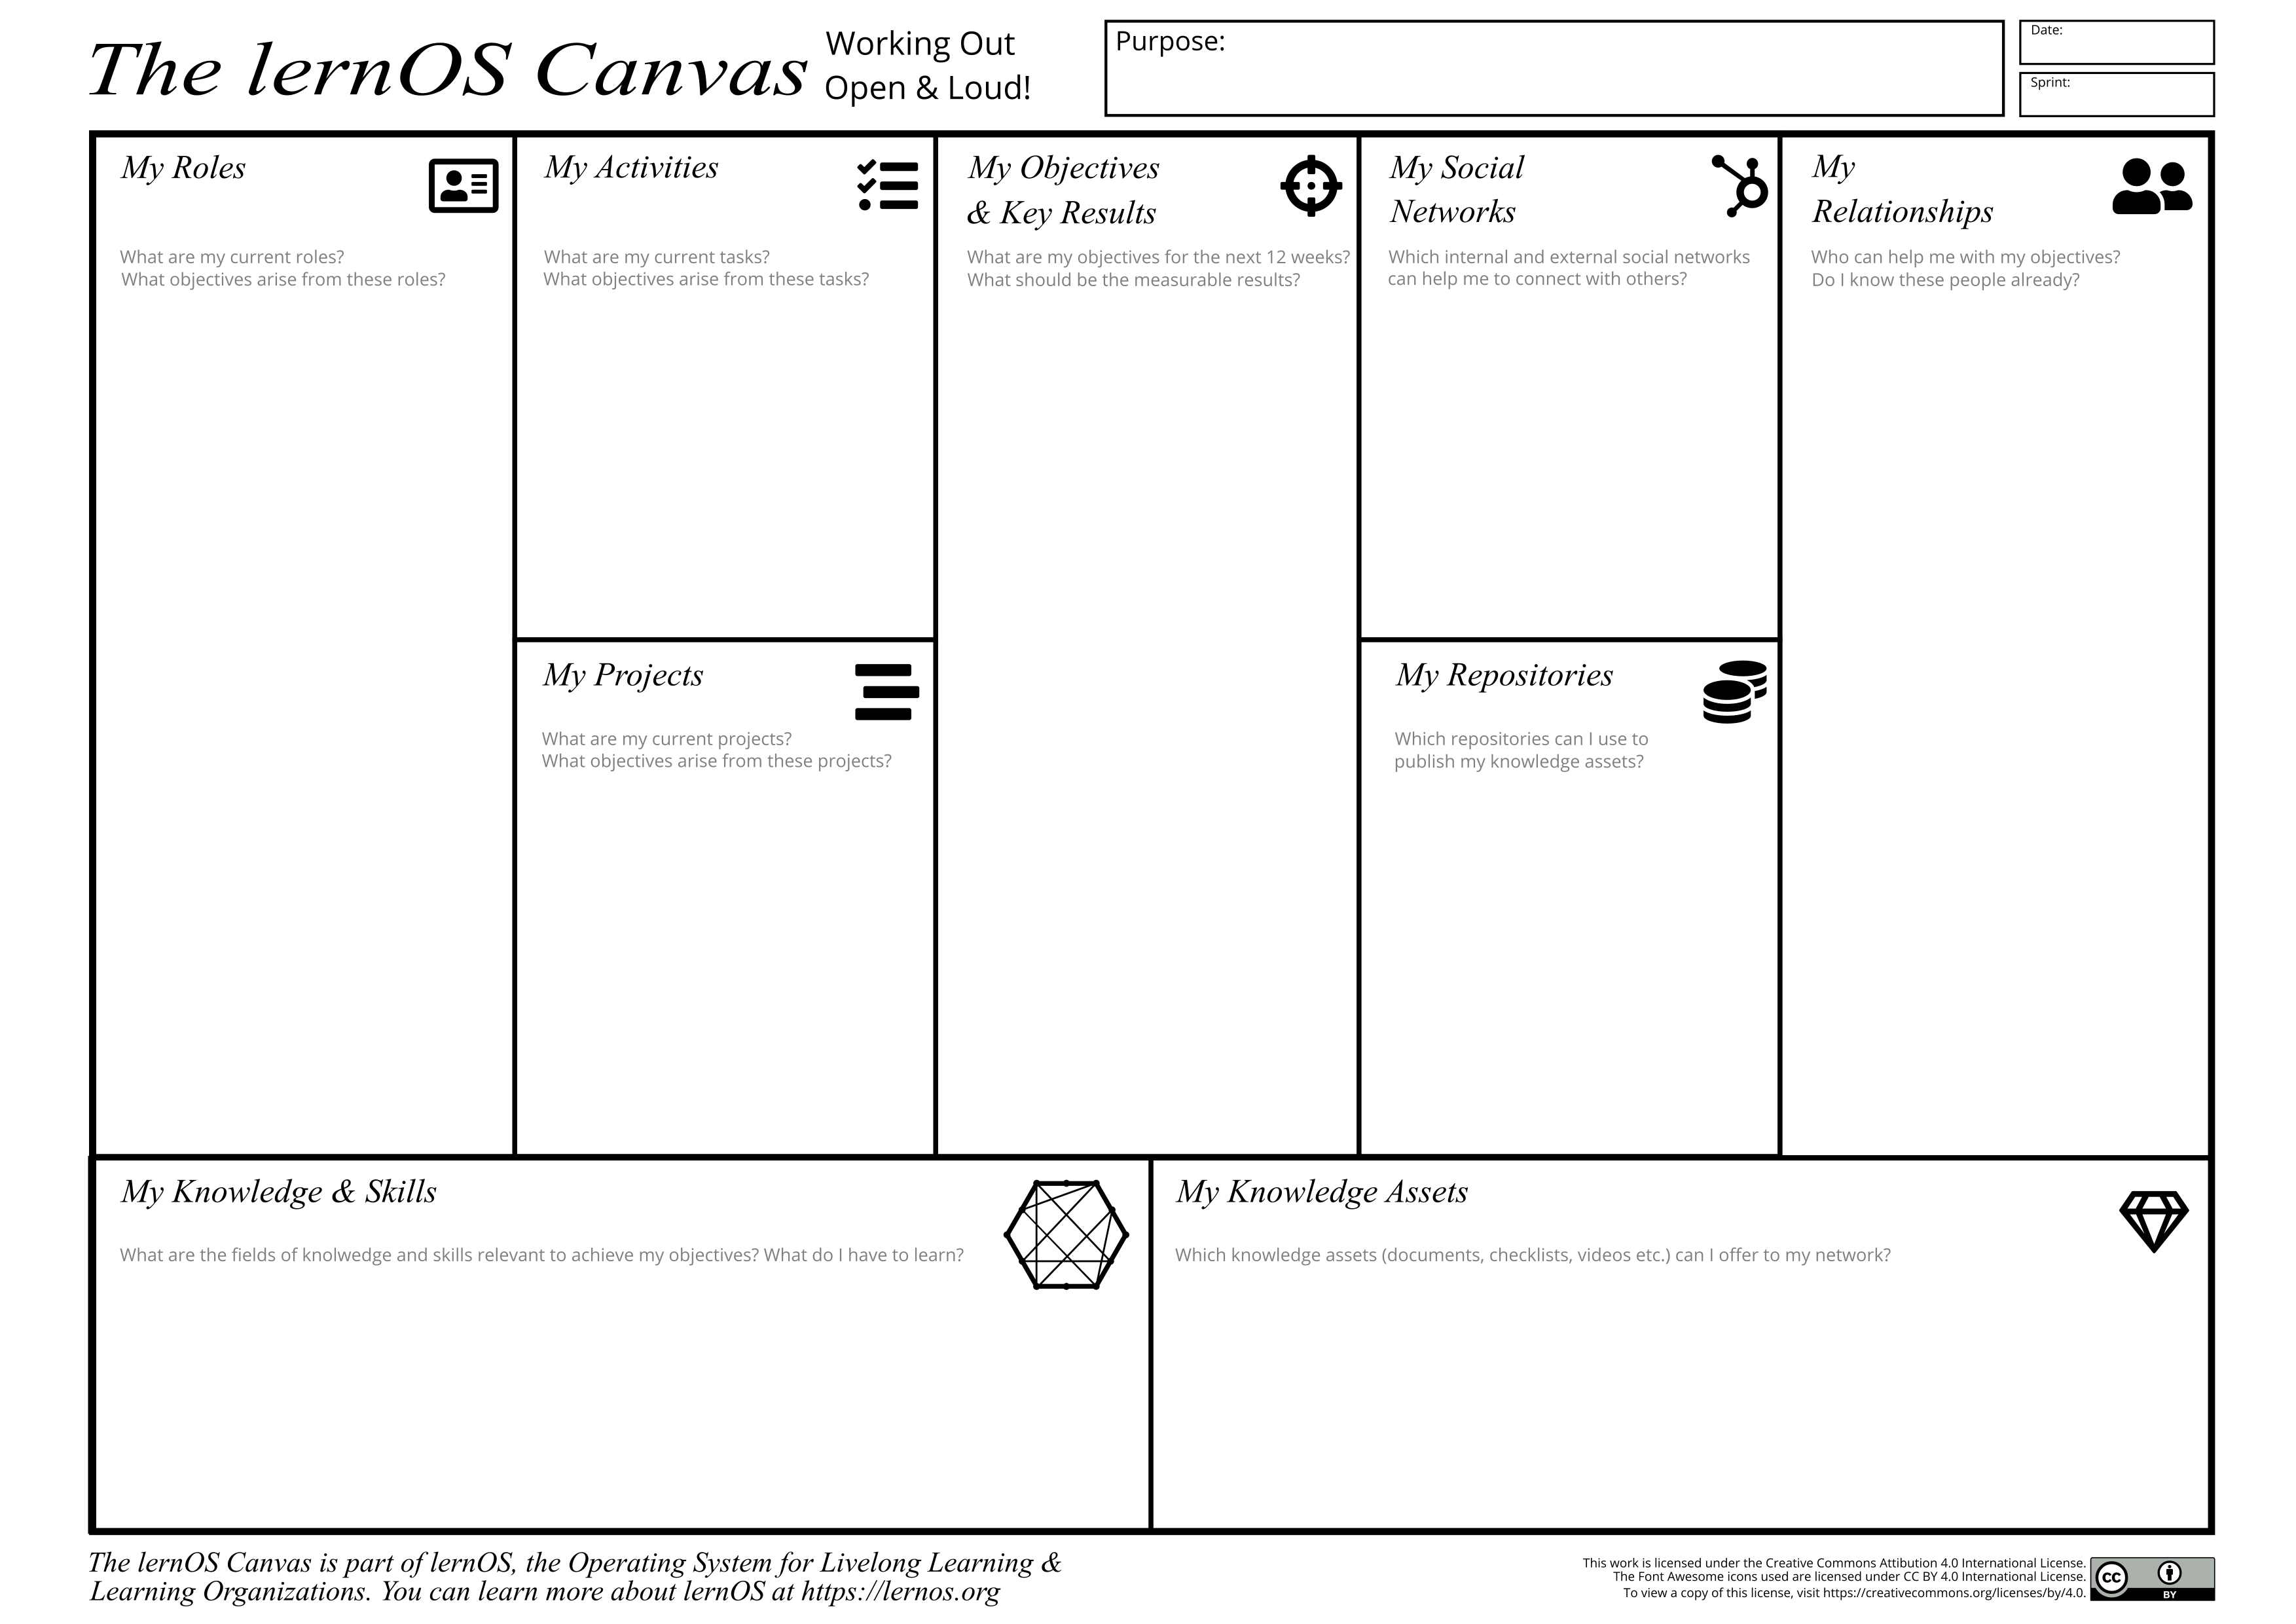 The lernOS Canvas
Working Out
Open & Loud!
Purpose:
Date:
Sprint:
My Roles
What are my current roles?
What objectives arise from these roles?
My Activities
What are my current tasks?
What objectives arise from these tasks?
My Projects
What are my current projects?
What objectives arise from these projects?
My Objectives
& Key Results
What are my objectives for the next 12 weeks?
What should be the measurable results?
My Social
Networks
Which internal and external social networks
can help me to connect with others?
My Repositories
Which repositories can I use to
publish my knowledge assets?
My
Relationships
Who can help me with my objectives?
Do I know these people already?
My Knowledge & Skills
What are the fields of knolwedge and skills relevant to achieve my objectives? What do I have to learn?
My Knowledge Assets
Which knowledge assets (documents, checklists, videos etc.) can I offer to my network?
The lernOS Canvas is part of lernOS, the Operating System for Livelong Learning &
Learning Organizations. You can learn more about lernOS at https://lernos.org
This work is licensed under the Creative Commons Attibution 4.0 International License.
The Font Awesome icons used are licensed under CC BY 4.0 International License.
To view a copy of this license, visit https://creativecommons.org/licenses/by/4.0.
cc
BY